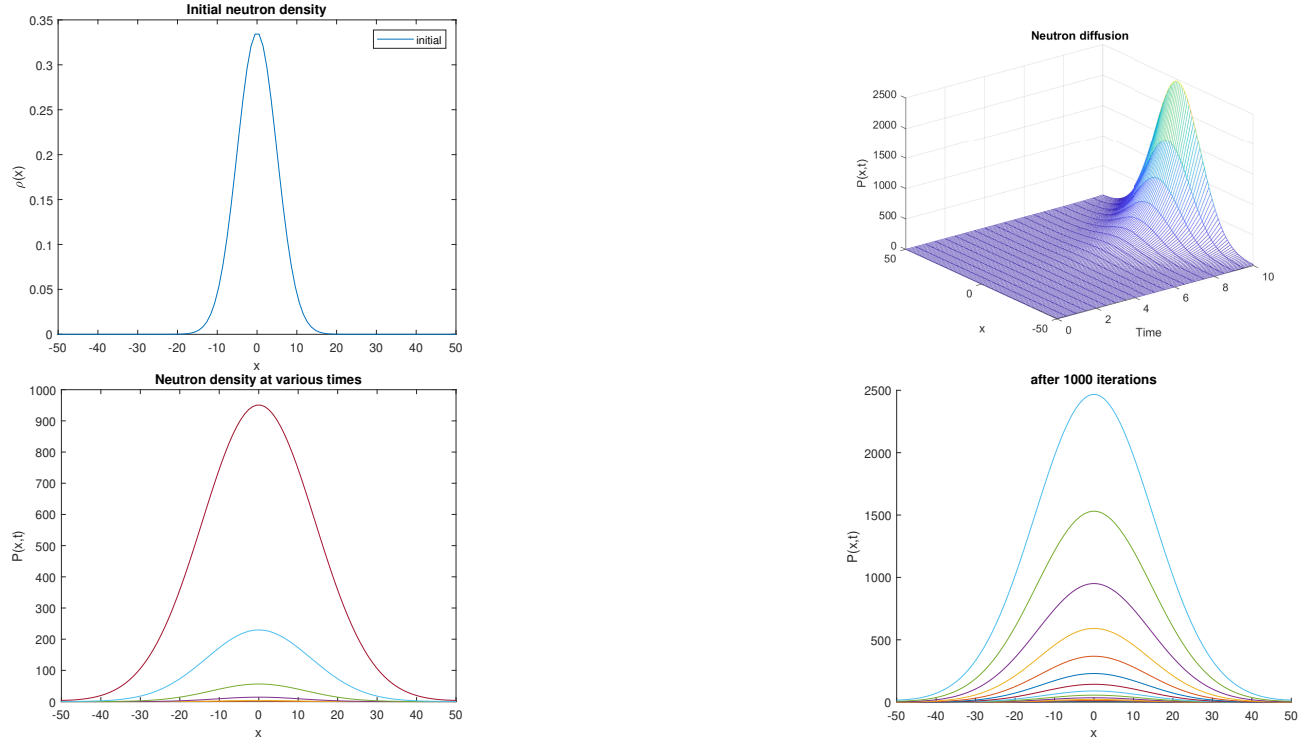 Initial neutron density
0.35
0.3
0.25
0.2
0.15
0.1
0.05
0
ρ(x)
initial
-50 -40 -30 -20 -10 0 10 20 30 40 50
x
Neutron diffusion
2500
2000
1500
1000
500
0
P(x,t)
50
0
-50
x
0
2
4
6
8
10
Time
Neutron density at various times
1000
900
800
700
600
500
400
300
200
100
0
P(x,t)
-50 -40 -30 -20 -10 0 10 20 30 40 50
x
after 1000 iterations
2500
2000
1500
1000
500
0
P(x,t)
-50 -40 -30 -20 -10 0 10 20 30 40 50
x